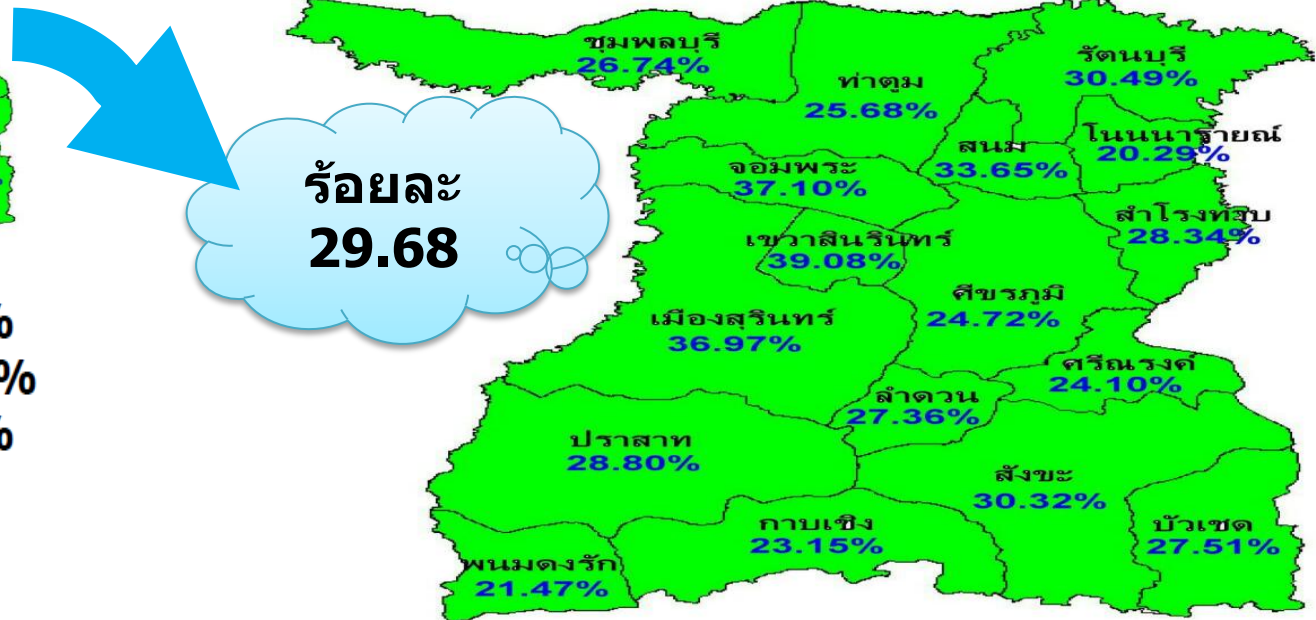 ชุมพลบุรี
26.74%
ท่าตูม
25.68%
รัตนบุรี
30.49%
สนม
33.65%
โนนนารายณ์
20.29%
จอมพระ
37.10%
สำโรงทาบ
28.34%
เขวาสินรินทร์
39.08%
ศีขรภูมิ
24.72%
เมืองสุรินทร์
36.97%
ศรีณรงค์
24.10%
ลำดวน
27.36%
ปราสาท
28.80%
สังขะ
30.32%
บัวเชด
27.51%
กาบเชิง
23.15%
พนมดงรัก
21.47%
ร้อยละ
29.68
%
%
%